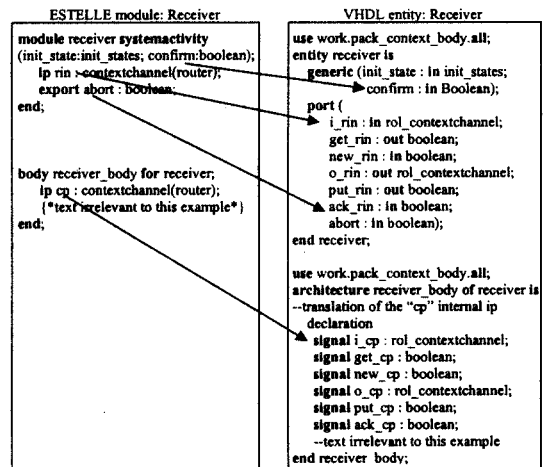 ESTELLE module: Receiver
module receiver systemactivity
(init_state:init_states; confirm:boolean);
ip rin : contextchannel(router);
export abort : boolean;
end;
body receiver_body for receiver;
ip cp : contextchannel(router);
{*text irrelevant to this example*}
end;
VHDL entity: Receiver
use work.pack_context_body.all;
entity receiver is
generic (init_state : in init_states;
confirm : in Boolean);
port (
i_rin : in rol_contextchannel;
get_rin : out boolean;
new_rin : in boolean;
o_rin : out rol_contextchannel;
put_rin : out boolean;
ack_rin : in boolean;
abort : in boolean);
end receiver;
use work.pack_context_body.all;
architecture receiver_body of receiver is
--translation of the "cp" internal ip
declaration
signal i_cp : rol_contextchannel;
signal get_cp : boolean;
signal new_cp : boolean;
signal o_cp : rol_contextchannel;
signal put_cp : boolean;
signal ack_cp : boolean;
--text irrelevant to this example
end receiver_body;